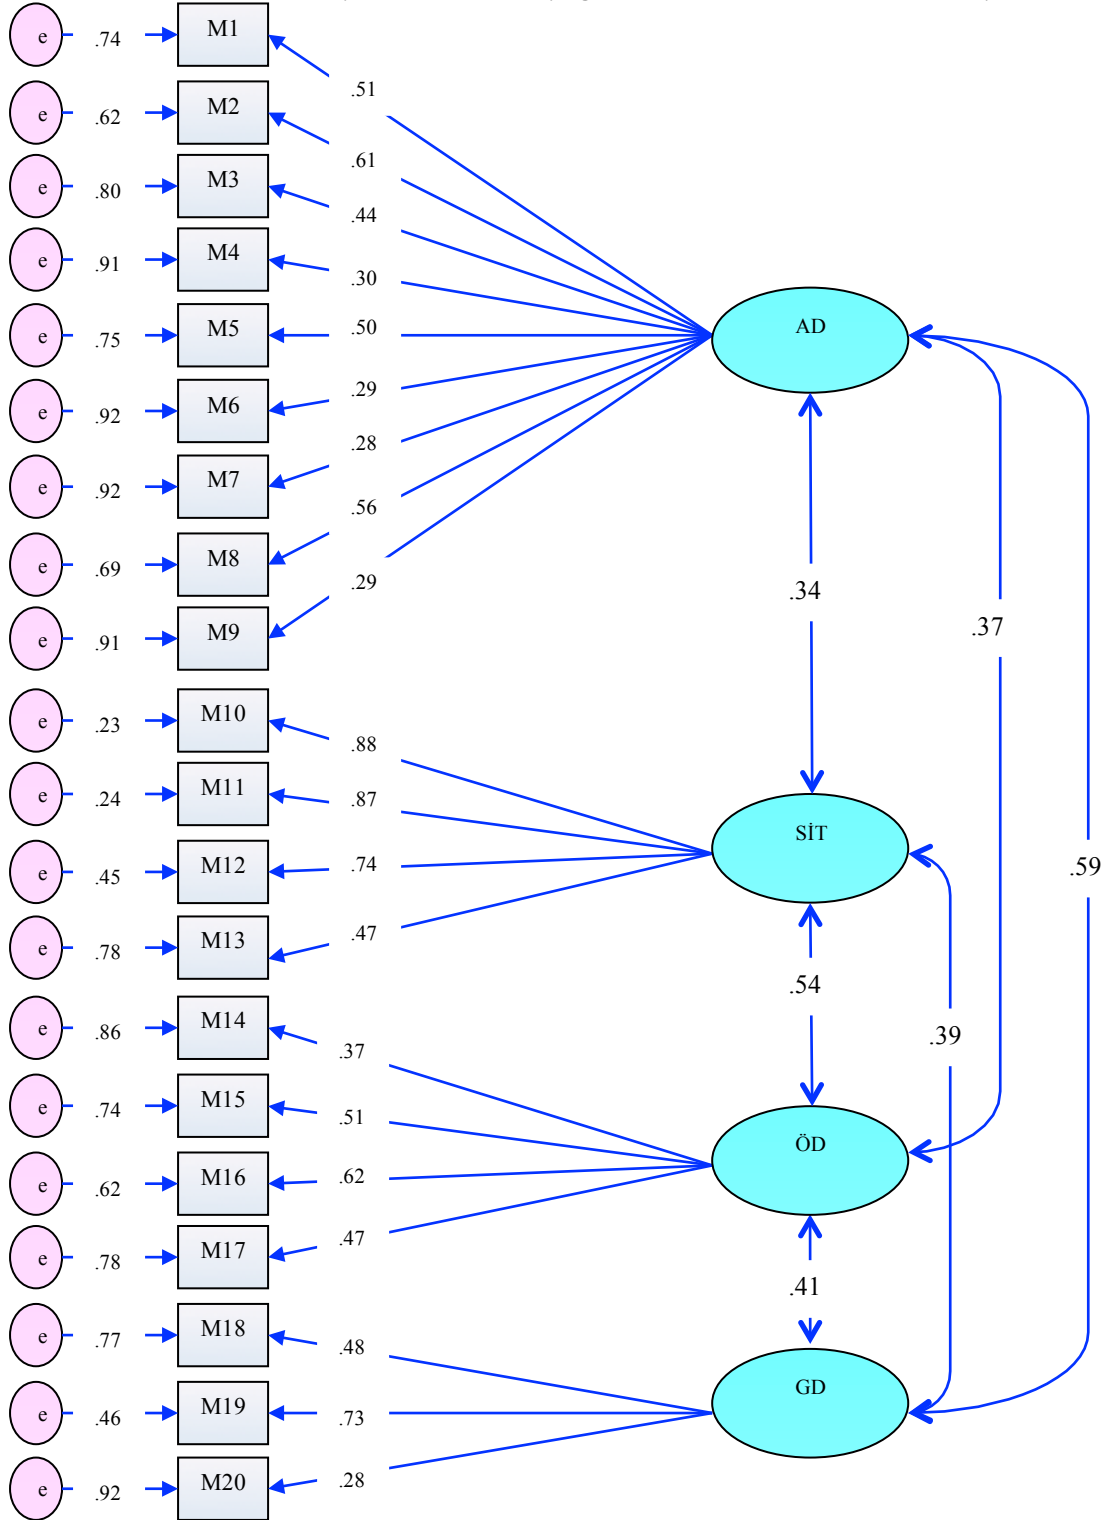 e .74 M1
.51
e .62 M2
.61
e .80 M3
.44
e .91 M4
.30
e .75 M5
.50
AD
e .92 M6
.29
e .92 M7
.28
e .69 M8
.56
e .91 M9
.29
.34
.37
e .23 M10
.88
e .24 M11
.87
SİT
e .45 M12
.74
.59
e .78 M13
.47
.54
e .86 M14
.37
.39
e .74 M15
.51
ÖD
e .62 M16
.62
e .78 M17
.47
.41
e .77 M18
.48
GD
e .46 M19
.73
e .92 M20
.28